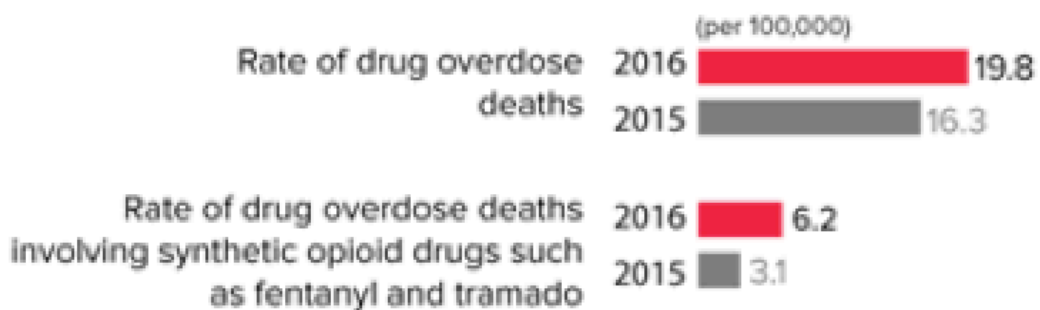 (per 100,000)
Rate of drug overdose 2016 19.8
deaths 2015 16.3
Rate of drug overdose deaths 2016 6.2
involving synthetic opioid drugs such 2015 3.1
as fentanyl and tramado